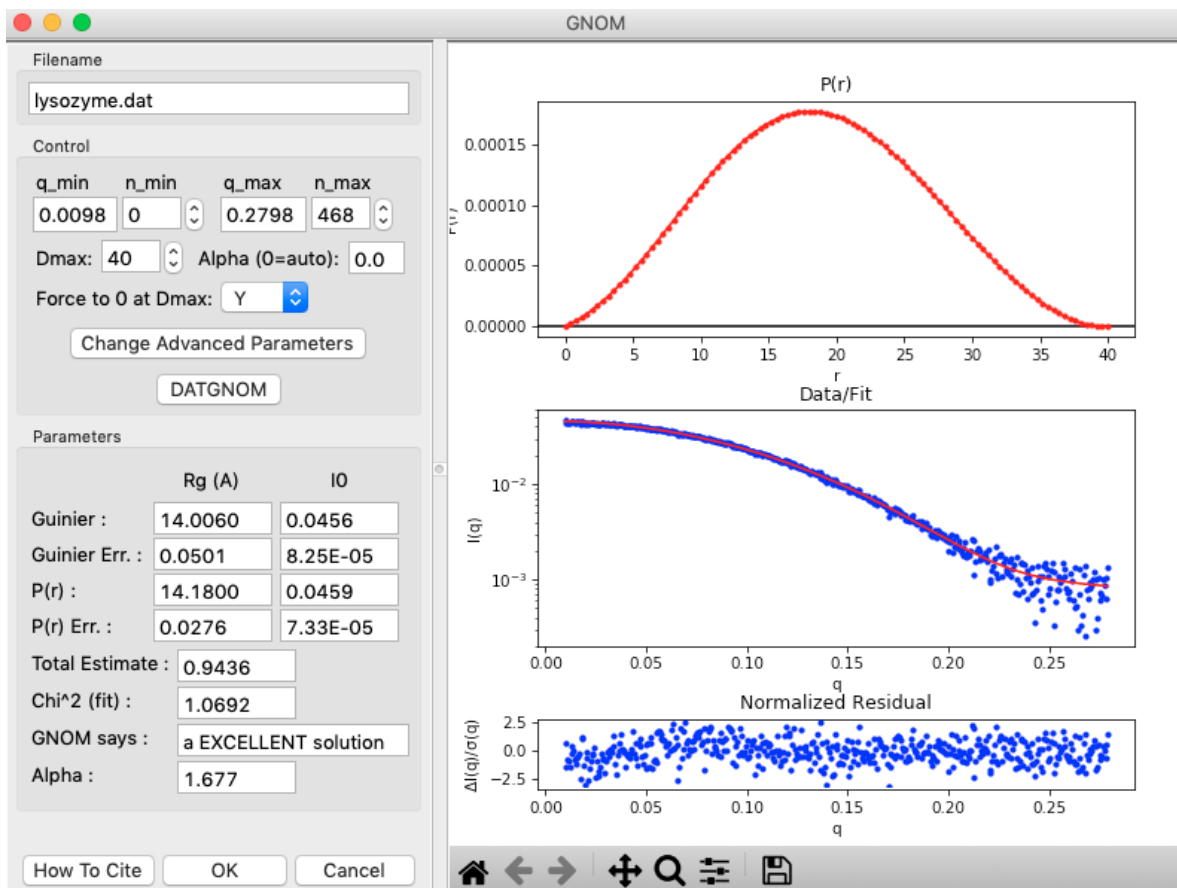 GNOM
Filename
lysozyme.dat
Control
q_min n_min q_max n_max
0.0098 0 0.2798 468
Dmax: 40 Alpha (0=auto): 0.0
Force to 0 at Dmax: Y
Change Advanced Parameters
DATGNOM
Parameters
Rg (A) I0
Guinier : 14.0060 0.0456
Guinier Err. : 0.0501 8.25E-05
P(r) : 14.1800 0.0459
P(r) Err. : 0.0276 7.33E-05
Total Estimate : 0.9436
Chi^2 (fit) : 1.0692
GNOM says : a EXCELLENT solution
Alpha : 1.677
How To Cite OK Cancel
P(r)
P(r)
0.00015
0.00010
0.00005
0.00000
0 5 10 15 20 25 30 35 40
r
Data/Fit
I(q)
10⁻²
10⁻³
0.00 0.05 0.10 0.15 0.20 0.25
q
Normalized Residual
ΔI(q)/σ(q)
2.5
0.0
−2.5
0.00 0.05 0.10 0.15 0.20 0.25
q